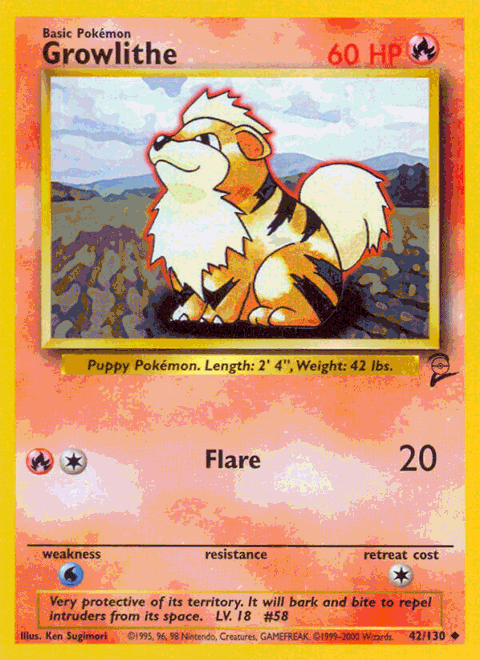 Basic Pokémon
Growlithe
60 HP
Puppy Pokémon. Length: 2' 4", Weight: 42 lbs.
Flare 20
weakness resistance retreat cost
Very protective of its territory. It will bark and bite to repel
intruders from its space. LV. 18 #58
Illus. Ken Sugimori ©1995, 96, 98 Nintendo, Creatures, GAMEFREAK. ©1999-2000 Wizards. 42/130